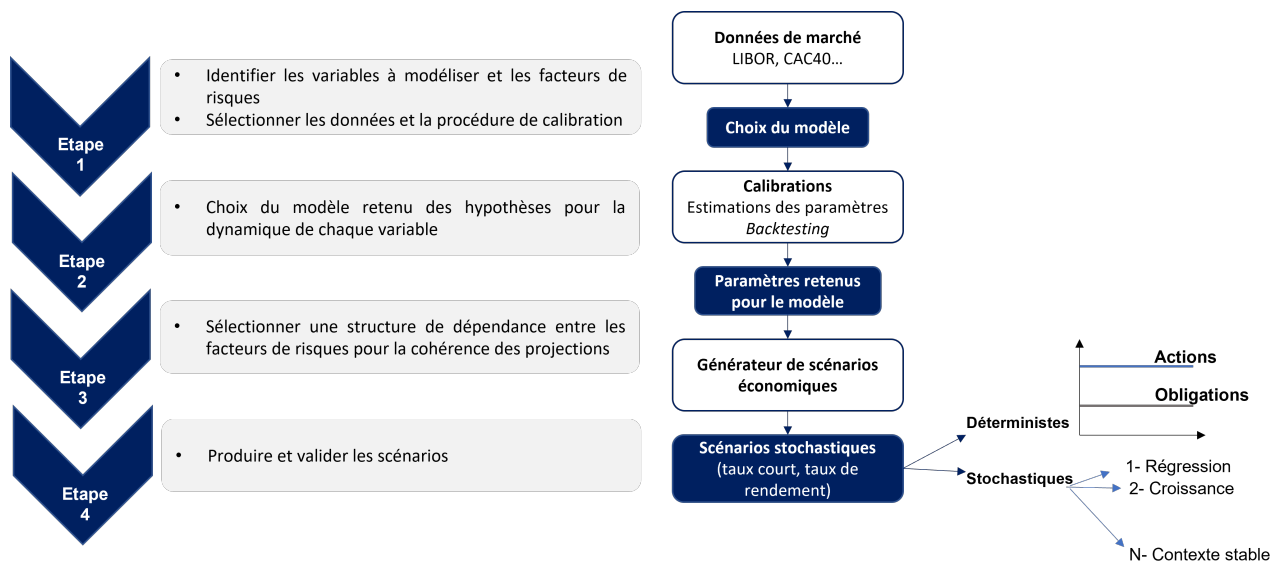 Etape
1
• Identifier les variables à modéliser et les facteurs de
risques
• Sélectionner les données et la procédure de calibration
Etape
2
• Choix du modèle retenu des hypothèses pour la
dynamique de chaque variable
Etape
3
• Sélectionner une structure de dépendance entre les
facteurs de risques pour la cohérence des projections
Etape
4
• Produire et valider les scénarios
Données de marché
LIBOR, CAC40...
Choix du modèle
Calibrations
Estimations des paramètres
Backtesting
Paramètres retenus
pour le modèle
Générateur de scénarios
économiques
Scénarios stochastiques
(taux court, taux de
rendement)
Déterministes
Actions
Obligations
Stochastiques
1- Régression
2- Croissance
N- Contexte stable